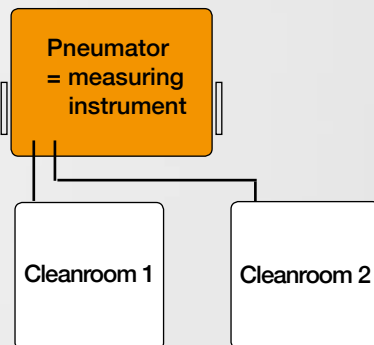 Pneumator
= measuring
instrument
Cleanroom 1
Cleanroom 2